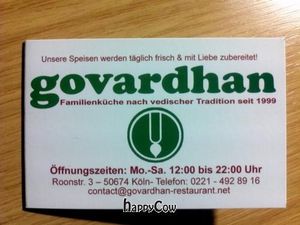 Unsere Speisen werden täglich frisch & mit Liebe zubereitet!
govardhan
Familienküche nach vedischer Tradition seit 1999
Öffnungszeiten: Mo.-Sa. 12:00 bis 22:00 Uhr
Roonstr. 3 – 50674 Köln- Telefon: 0221 - 492 89 16
contact@govardhan-restaurant.net
happyCow